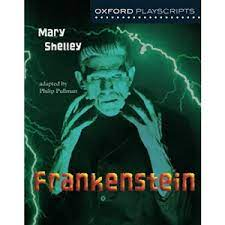 OXFORD PLAYSCRIPTS
Mary
Shelley
adapted by
Philip Pullman
Frankenstein